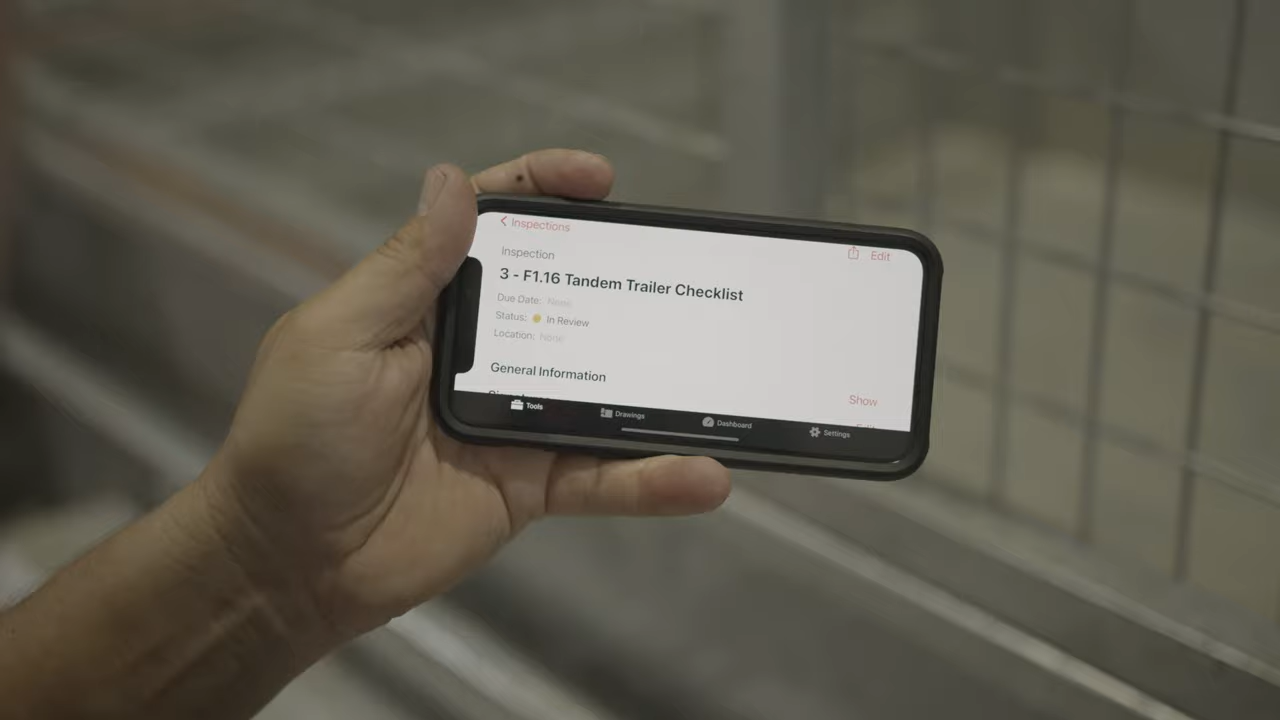 Inspections
Edit
Inspection
3 - F1.16 Tandem Trailer Checklist
Due Date: None
Status: In Review
Location: None
General Information
Show
Tools
Drawings
Dashboard
Settings